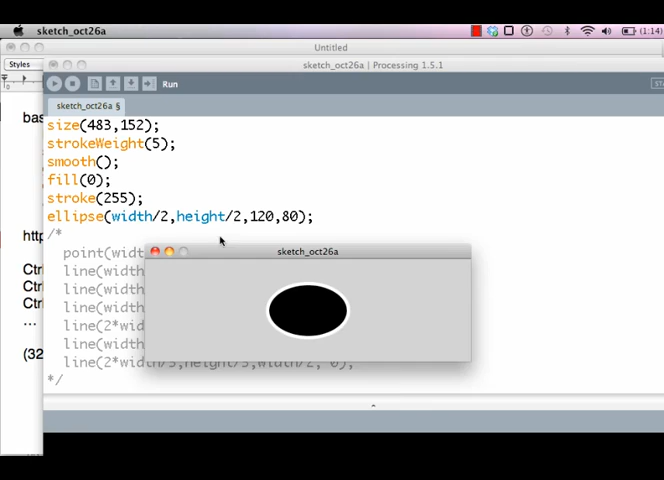 sketch_oct26a
(1:14)
Untitled
Styles
sketch_oct26a | Processing 1.5.1
0
Run
sketch_oct26a §
bas
size(483,152);
strokeWeight(5);
smooth();
fill(0);
stroke(255);
ellipse(width/2,height/2,120,80);
http
/*
sketch_oct26a
point(widt
Ctrl
line(width
Ctrl
line(width
Ctrl
line(width
...
line(2*wid
(32
line(width
line(2*width/3,height/3,width/2, 0);
*/